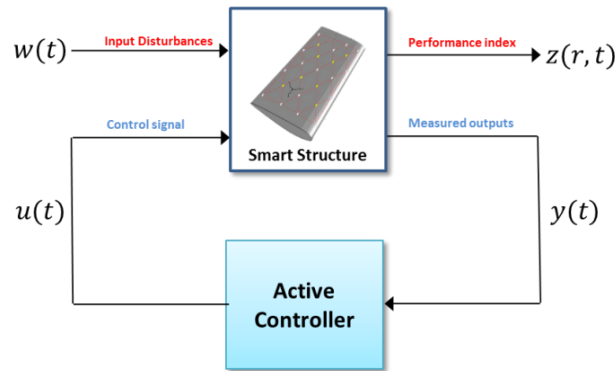 w(t) Input Disturbances Performance index z(r, t)
Control signal Measured outputs
Smart Structure
u(t) y(t)
Active
Controller